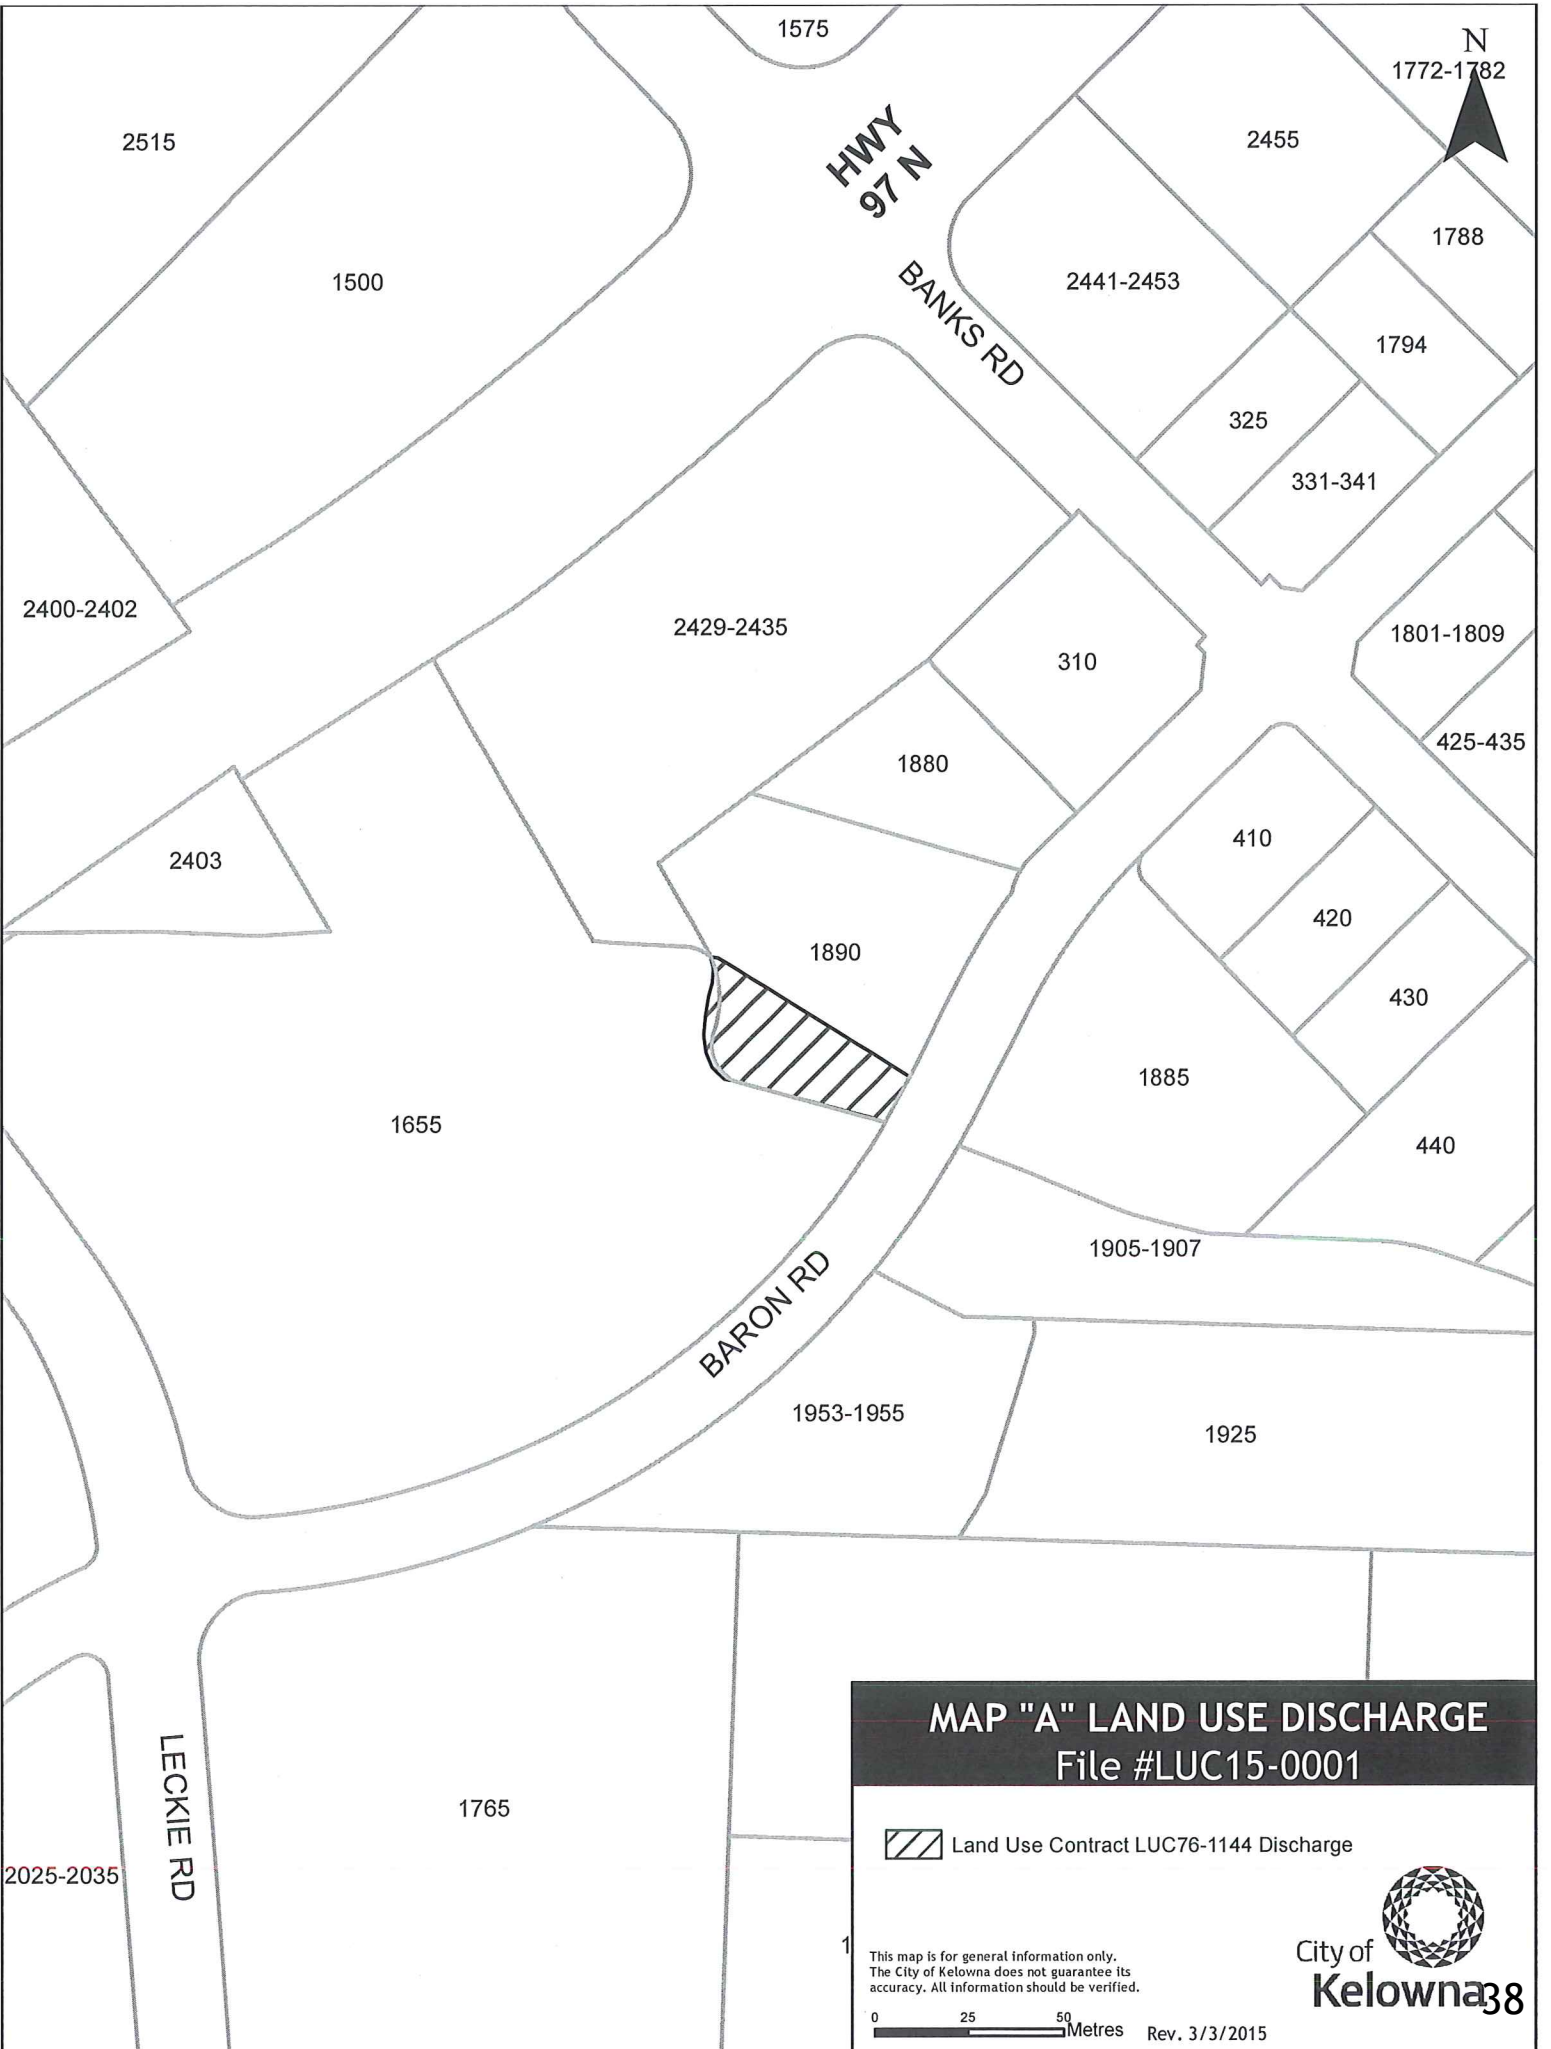 1575
N
1772-1782
2515
HWY
97 N
2455
1788
1500
BANKS RD
2441-2453
1794
325
331-341
2400-2402
2429-2435
310
1801-1809
425-435
1880
2403
410
420
1890
430
1885
1655
440
1905-1907
BARON RD
1953-1955
1925
LECKIE RD
1765
2025-2035
MAP "A" LAND USE DISCHARGE
File #LUC15-0001
Land Use Contract LUC76-1144 Discharge
1
This map is for general information only.
The City of Kelowna does not guarantee its
accuracy. All information should be verified.
City of
Kelowna
38
0 25 50
Metres
Rev. 3/3/2015